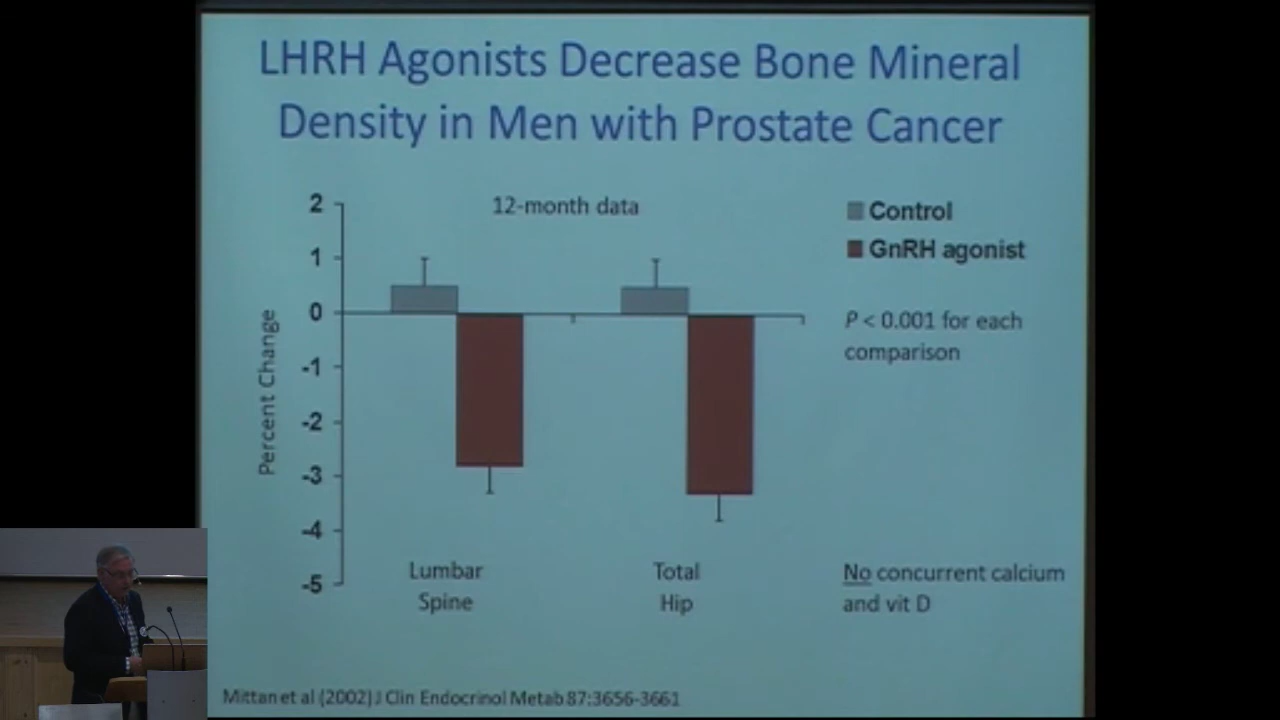 LHRH Agonists Decrease Bone Mineral
Density in Men with Prostate Cancer
12-month data
Control
GnRH agonist
P < 0.001 for each
comparison
Percent Change
2
1
0
-1
-2
-3
-4
-5
Lumbar
Spine
Total
Hip
No concurrent calcium
and vit D
Mittan et al (2002) J Clin Endocrinol Metab 87:3656-3661